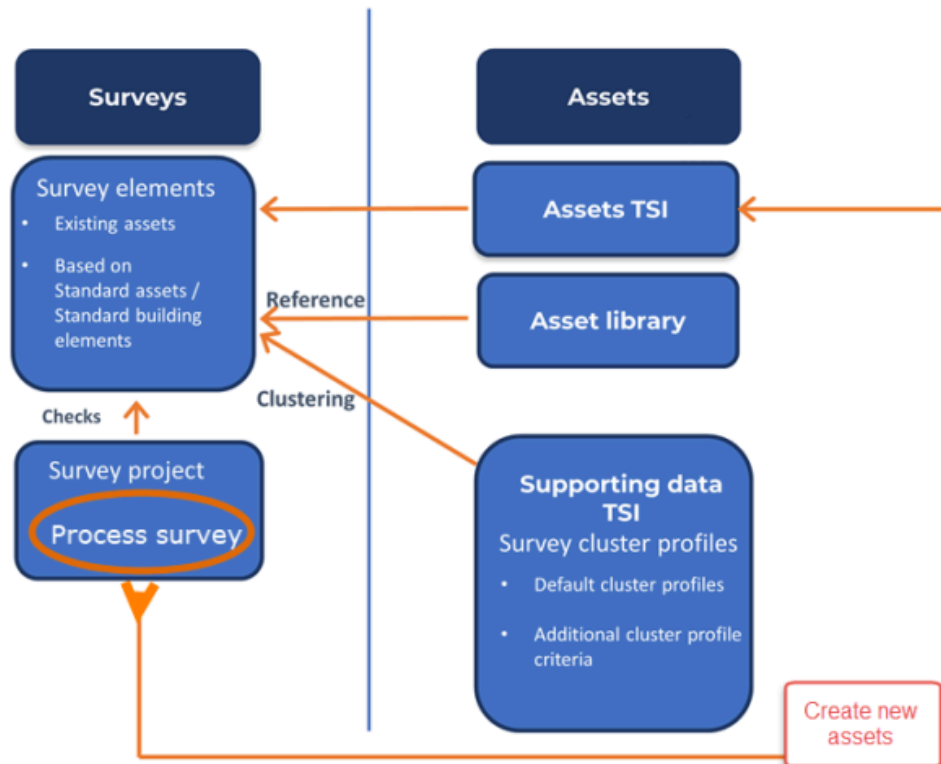 Surveys
Survey elements
• Existing assets
• Based on
Standard assets /
Standard building
elements
Checks
Survey project
Process survey
Reference
Clustering
Assets
Assets TSI
Asset library
Supporting data
TSI
Survey cluster profiles
• Default cluster profiles
• Additional cluster profile
criteria
Create new
assets